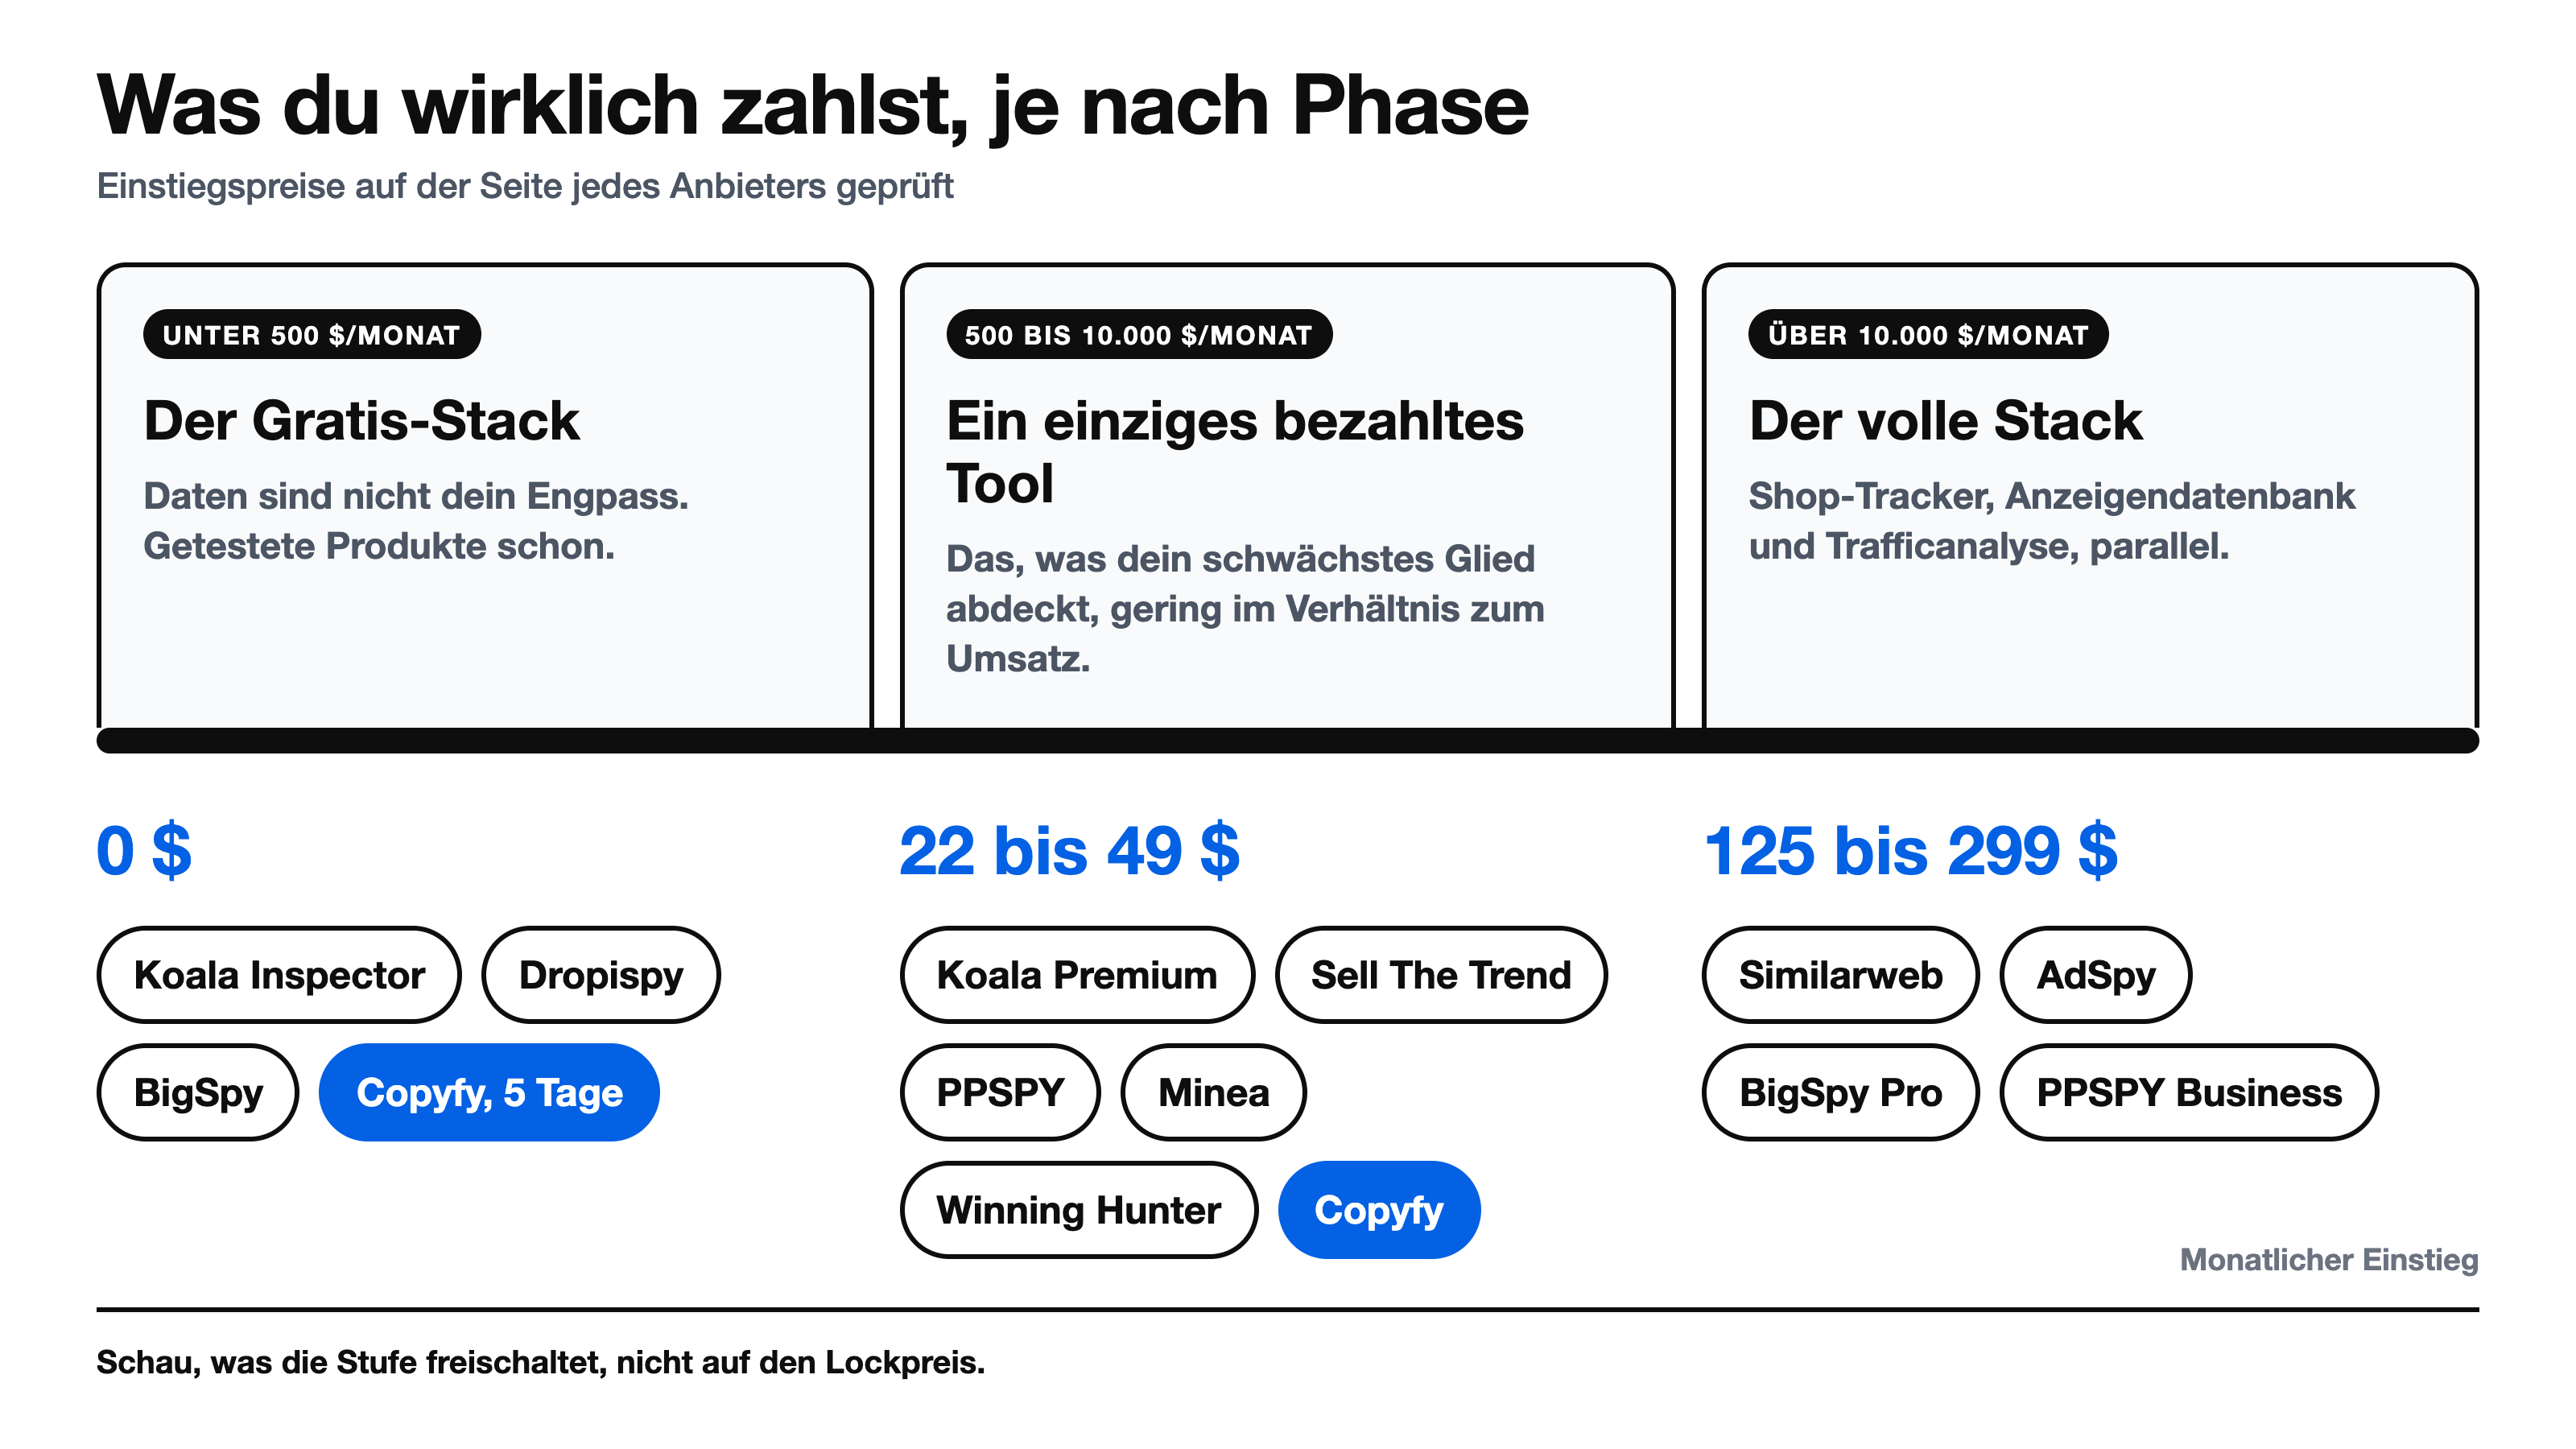 Was du wirklich zahlst, je nach Phase
Einstiegspreise auf der Seite jedes Anbieters geprüft
UNTER 500 $/MONAT
Der Gratis-Stack
Daten sind nicht dein Engpass.
Getestete Produkte schon.
500 BIS 10.000 $/MONAT
Ein einziges bezahltes
Tool
Das, was dein schwächstes Glied
abdeckt, gering im Verhältnis zum
Umsatz.
ÜBER 10.000 $/MONAT
Der volle Stack
Shop-Tracker, Anzeigendatenbank
und Trafficanalyse, parallel.
0 $
Koala Inspector
Dropispy
BigSpy
Copyfy, 5 Tage
22 bis 49 $
Koala Premium
Sell The Trend
PPSPY
Minea
Winning Hunter
Copyfy
125 bis 299 $
Similarweb
AdSpy
BigSpy Pro
PPSPY Business
Monatlicher Einstieg
Schau, was die Stufe freischaltet, nicht auf den Lockpreis.